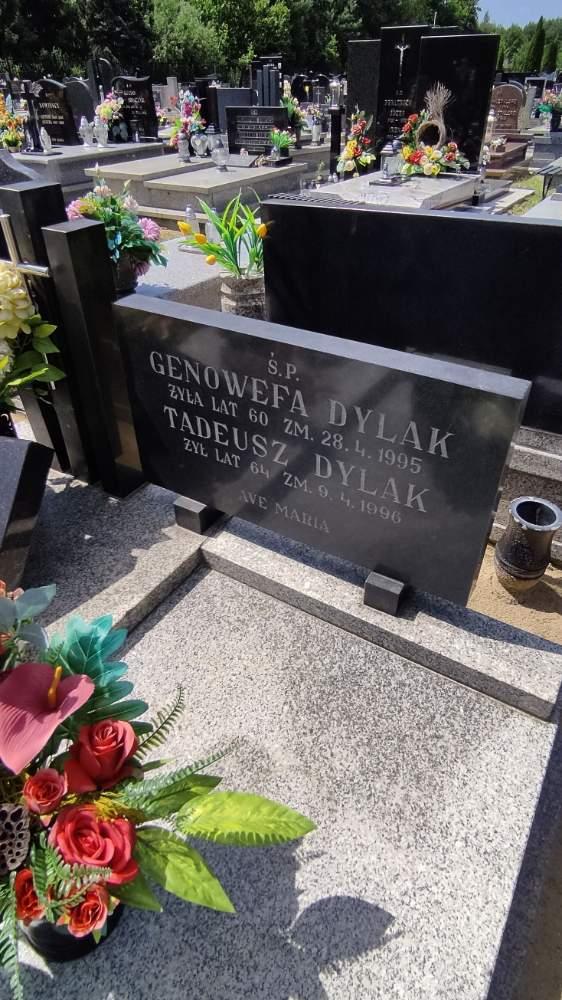 Ś.P.
GENOWEFA DYLAK
ŻYŁA LAT 60 ZM. 28.4.1995
TADEUSZ DYLAK
ŻYŁ LAT 64 ZM. 9.4.1996
AVE MARIA